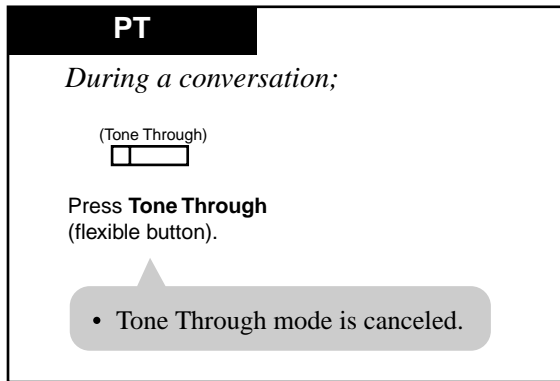 PT
During a conversation;
(Tone Through)
Press Tone Through
(flexible button).
• Tone Through mode is canceled.